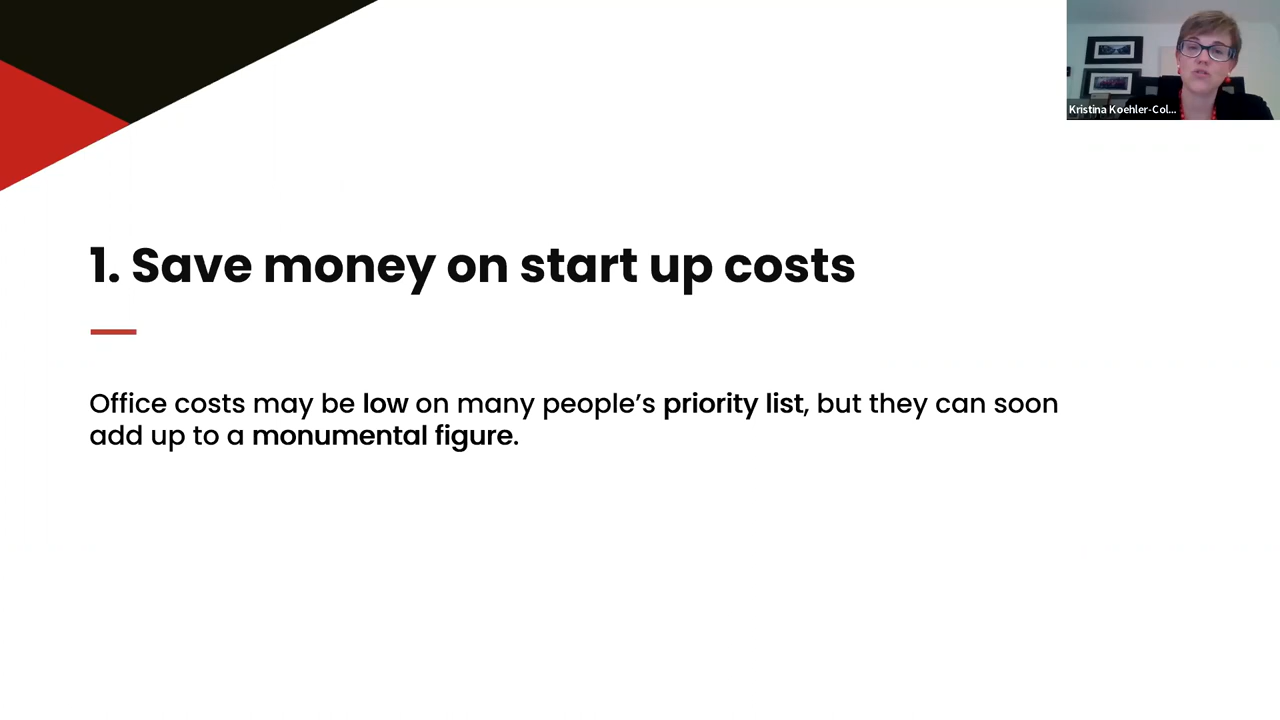 Kristina Koehler-Col...
1. Save money on start up costs
Office costs may be low on many people’s priority list, but they can soon
add up to a monumental figure.